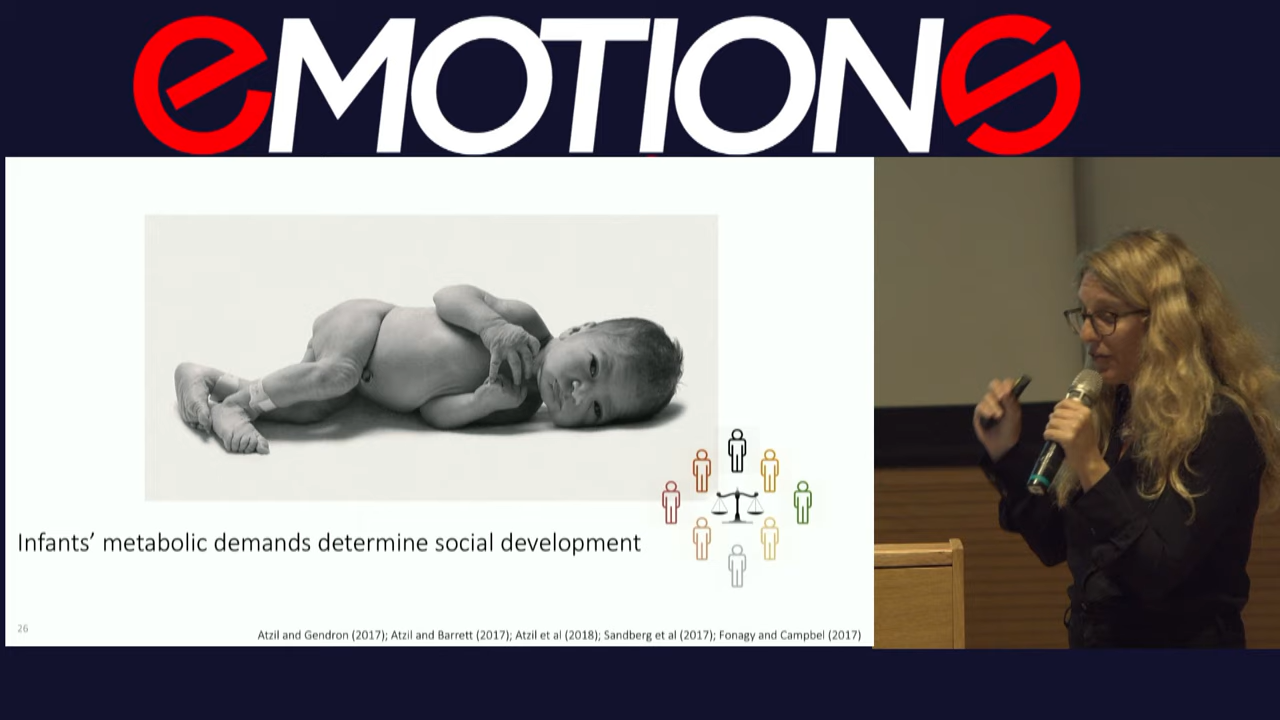 eMOTIONS
Infants’ metabolic demands determine social development
26
Atzil and Gendron (2017); Atzil and Barrett (2017); Atzil et al (2018); Sandberg et al (2017); Fonagy and Campbel (2017)